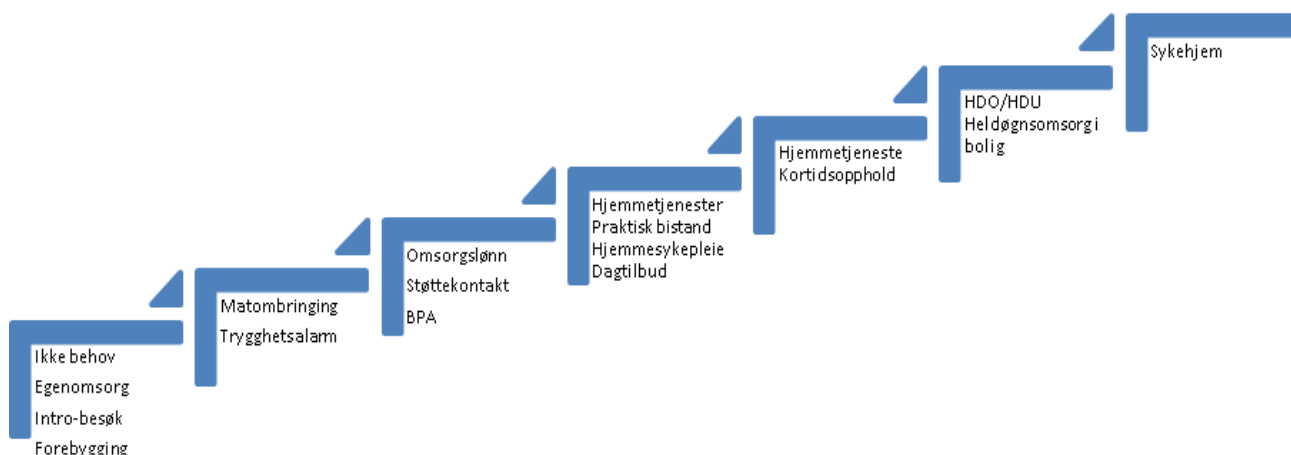 Ikke behov
Egenomsorg
Intro-besøk
Forebygging
Matombringing
Trygghetsalarm
Omsorgslønn
Støttekontakt
BPA
Hjemmetjenester
Praktisk bistand
Hjemmesykepleie
Dagtilbud
Hjemmetjeneste
Kortidsopphold
HDO/HDU
Heldøgnsomsorg i
bolig
Sykehjem